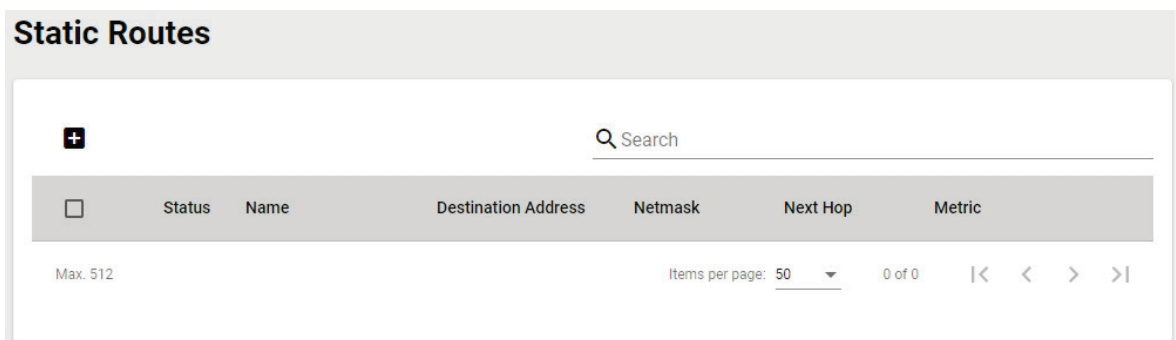 Static Routes
Search
Status Name Destination Address Netmask Next Hop Metric
Max. 512 Items per page: 50 0 of 0